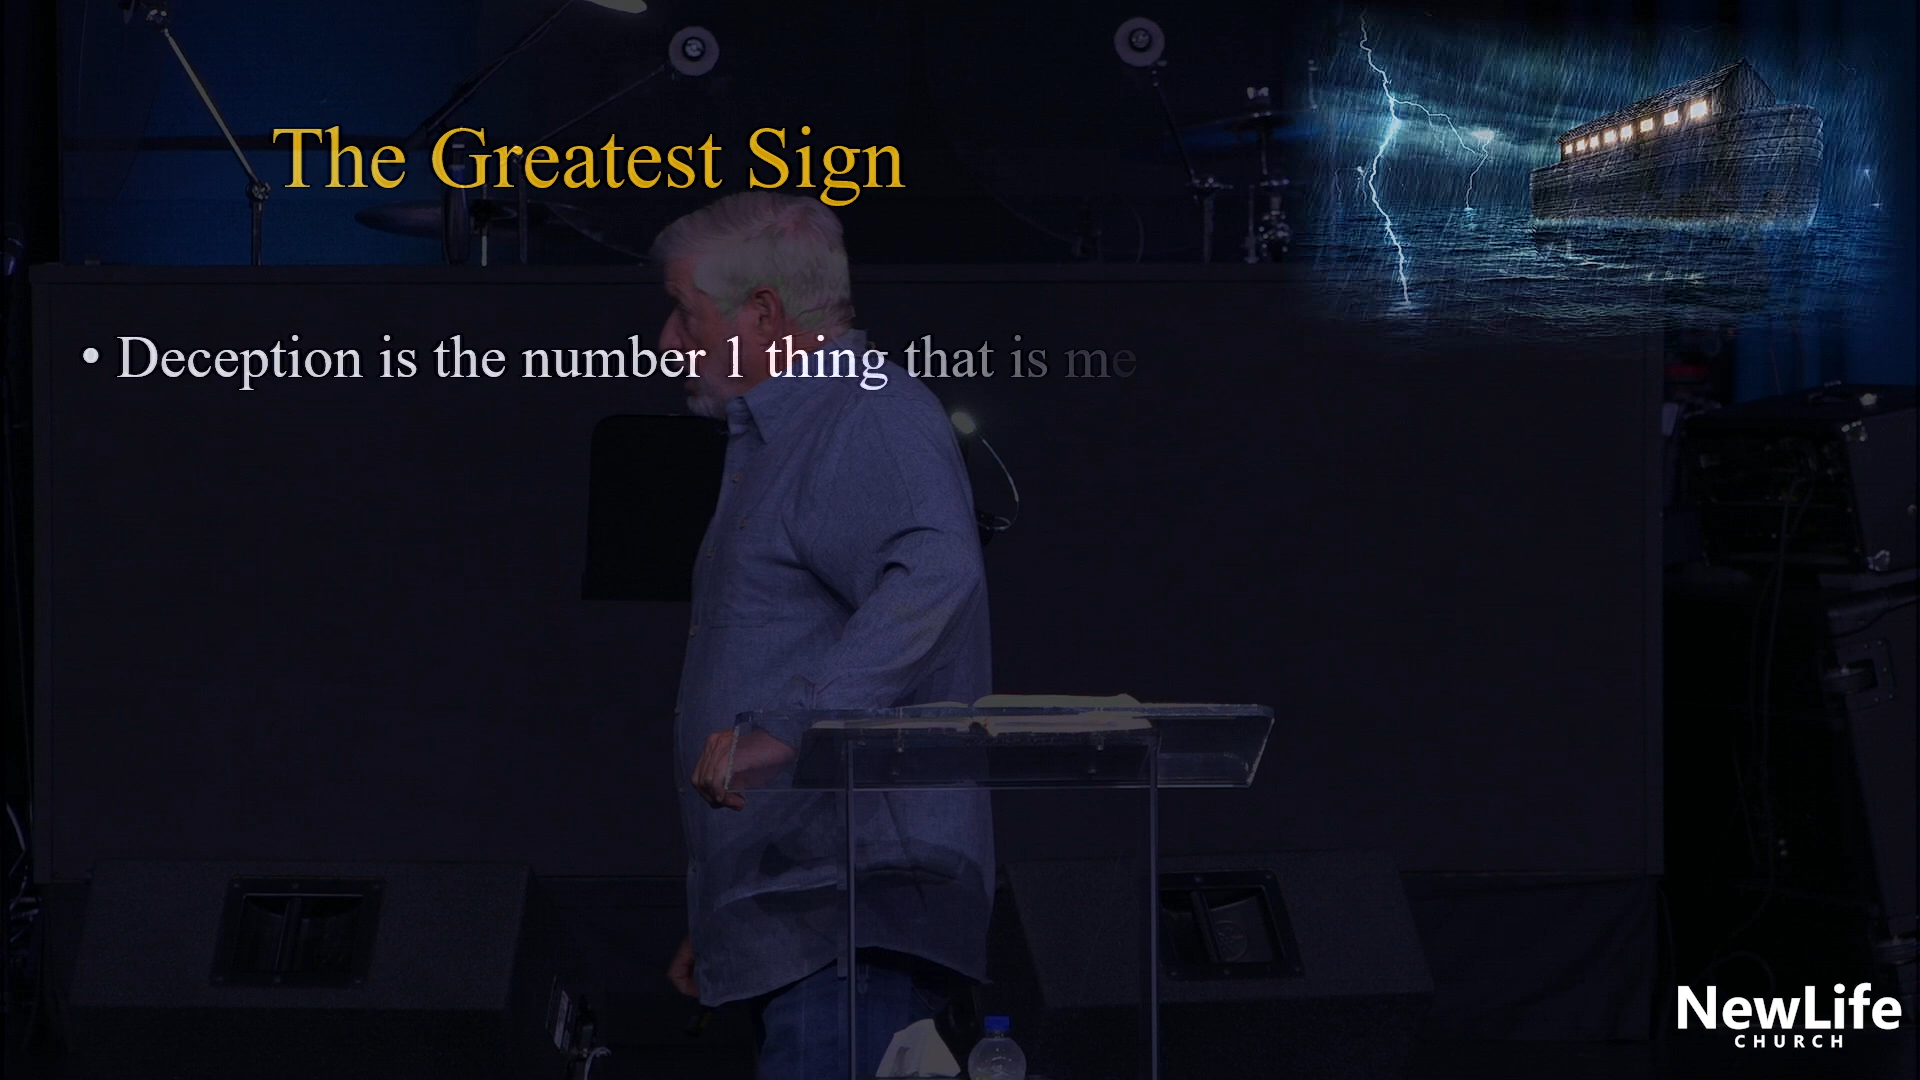 The Greatest Sign
• Deception is the number 1 thing that is me
NewLife
CHURCH